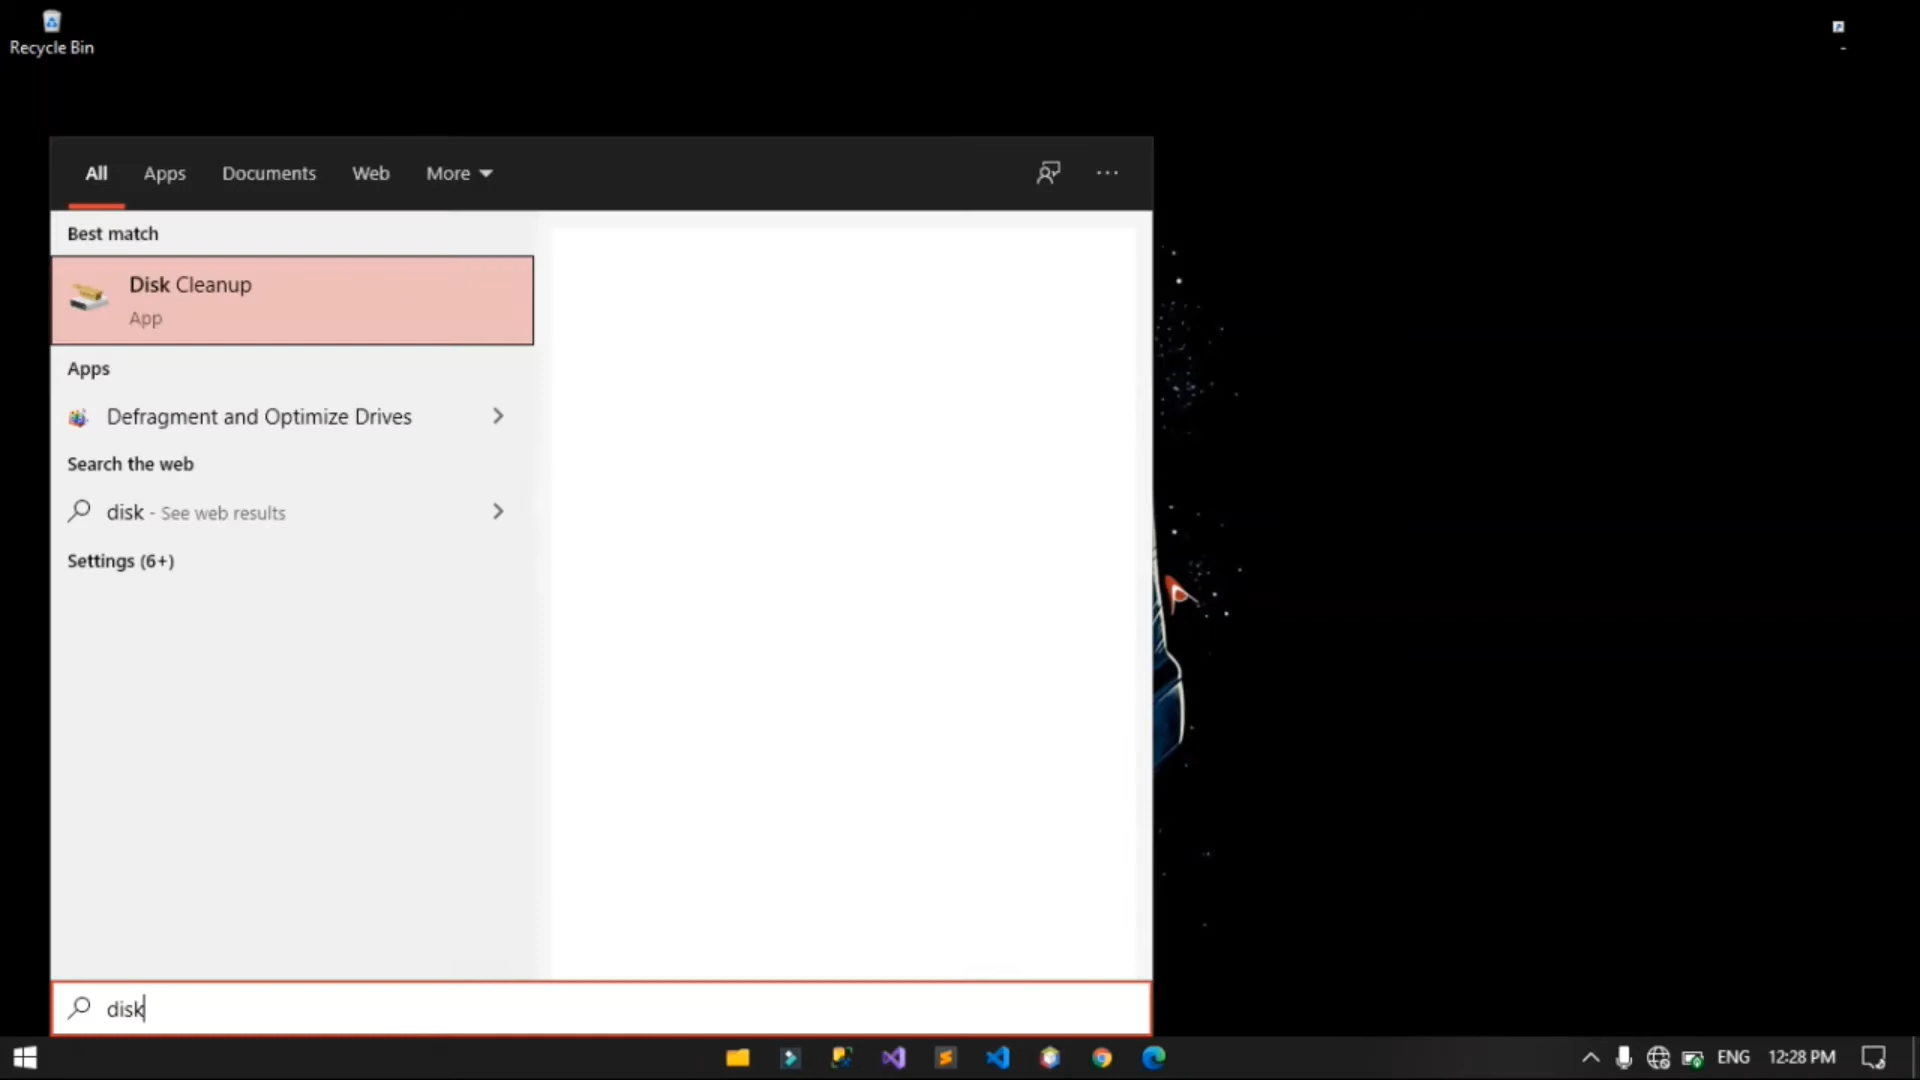 Recycle Bin
All Apps Documents Web More
Best match
Disk Cleanup
App
Apps
Defragment and Optimize Drives
Search the web
disk - See web results
Settings (6+)
disk
ENG 12:28 PM